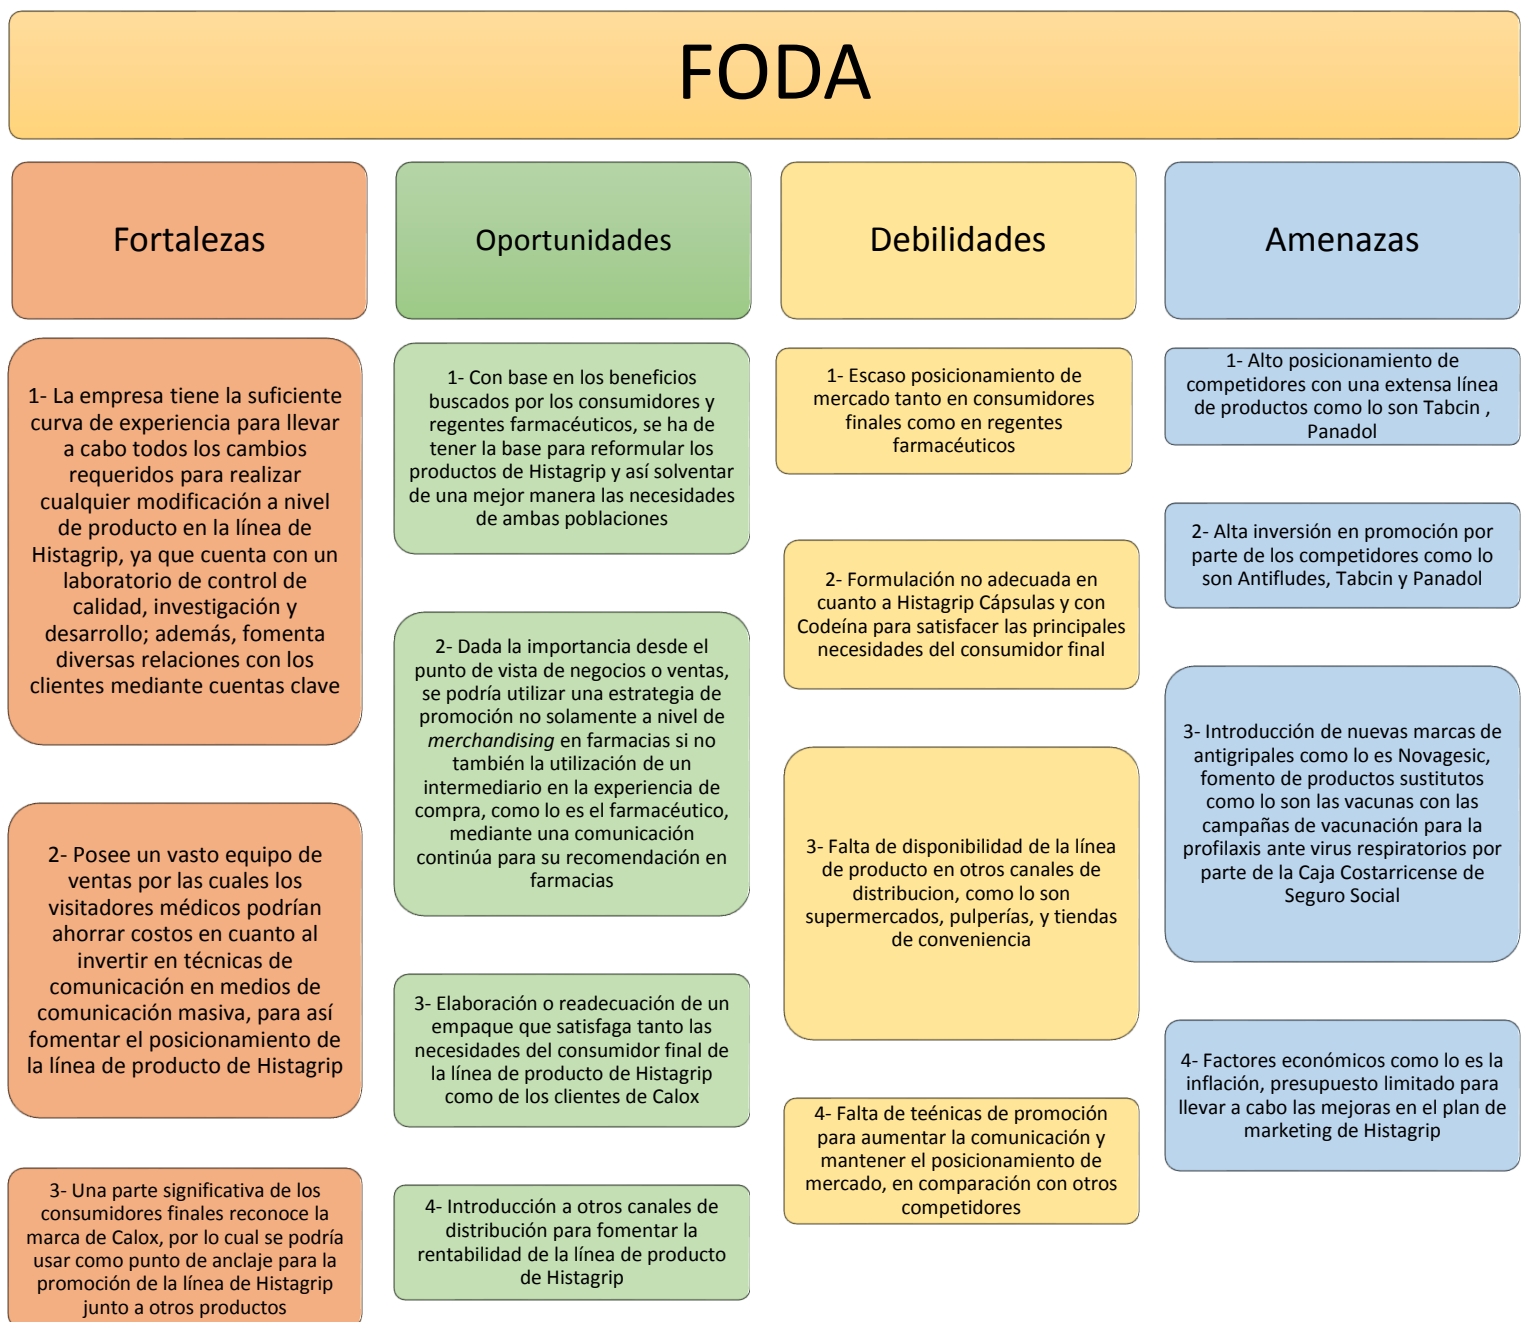 FODA
Fortalezas
1- La empresa tiene la suficiente
curva de experiencia para llevar
a cabo todos los cambios
requeridos para realizar
cualquier modificación a nivel
de producto en la línea de
Histagrip, ya que cuenta con un
laboratorio de control de
calidad, investigación y
desarrollo; además, fomenta
diversas relaciones con los
clientes mediante cuentas clave
2- Posee un vasto equipo de
ventas por las cuales los
visitadores médicos podrían
ahorrar costos en cuanto al
invertir en técnicas de
comunicación en medios de
comunicación masiva, para así
fomentar el posicionamiento de
la línea de producto de Histagrip
3- Una parte significativa de los
consumidores finales reconoce la
marca de Calox, por lo cual se podría
usar como punto de anclaje para la
promoción de la línea de Histagrip
junto a otros productos
Oportunidades
1- Con base en los beneficios
buscados por los consumidores y
regentes farmacéuticos, se ha de
tener la base para reformular los
productos de Histagrip y así solventar
de una mejor manera las necesidades
de ambas poblaciones
2- Dada la importancia desde el
punto de vista de negocios o ventas,
se podría utilizar una estrategia de
promoción no solamente a nivel de
merchandising en farmacias si no
también la utilización de un
intermediario en la experiencia de
compra, como lo es el farmacéutico,
mediante una comunicación
continúa para su recomendación en
farmacias
3- Elaboración o readecuación de un
empaque que satisfaga tanto las
necesidades del consumidor final de
la línea de producto de Histagrip
como de los clientes de Calox
4- Introducción a otros canales de
distribución para fomentar la
rentabilidad de la línea de producto
de Histagrip
Debilidades
1- Escaso posicionamiento de
mercado tanto en consumidores
finales como en regentes
farmacéuticos
2- Formulación no adecuada en
cuanto a Histagrip Cápsulas y con
Codeína para satisfacer las principales
necesidades del consumidor final
3- Falta de disponibilidad de la línea
de producto en otros canales de
distribucion, como lo son
supermercados, pulperías, y tiendas
de conveniencia
4- Falta de teénicas de promoción
para aumentar la comunicación y
mantener el posicionamiento de
mercado, en comparación con otros
competidores
Amenazas
1- Alto posicionamiento de
competidores con una extensa línea
de productos como lo son Tabcin ,
Panadol
2- Alta inversión en promoción por
parte de los competidores como lo
son Antifludes, Tabcin y Panadol
3- Introducción de nuevas marcas de
antigripales como lo es Novagesic,
fomento de productos sustitutos
como lo son las vacunas con las
campañas de vacunación para la
profilaxis ante virus respiratorios por
parte de la Caja Costarricense de
Seguro Social
4- Factores económicos como lo es la
inflación, presupuesto limitado para
llevar a cabo las mejoras en el plan de
marketing de Histagrip